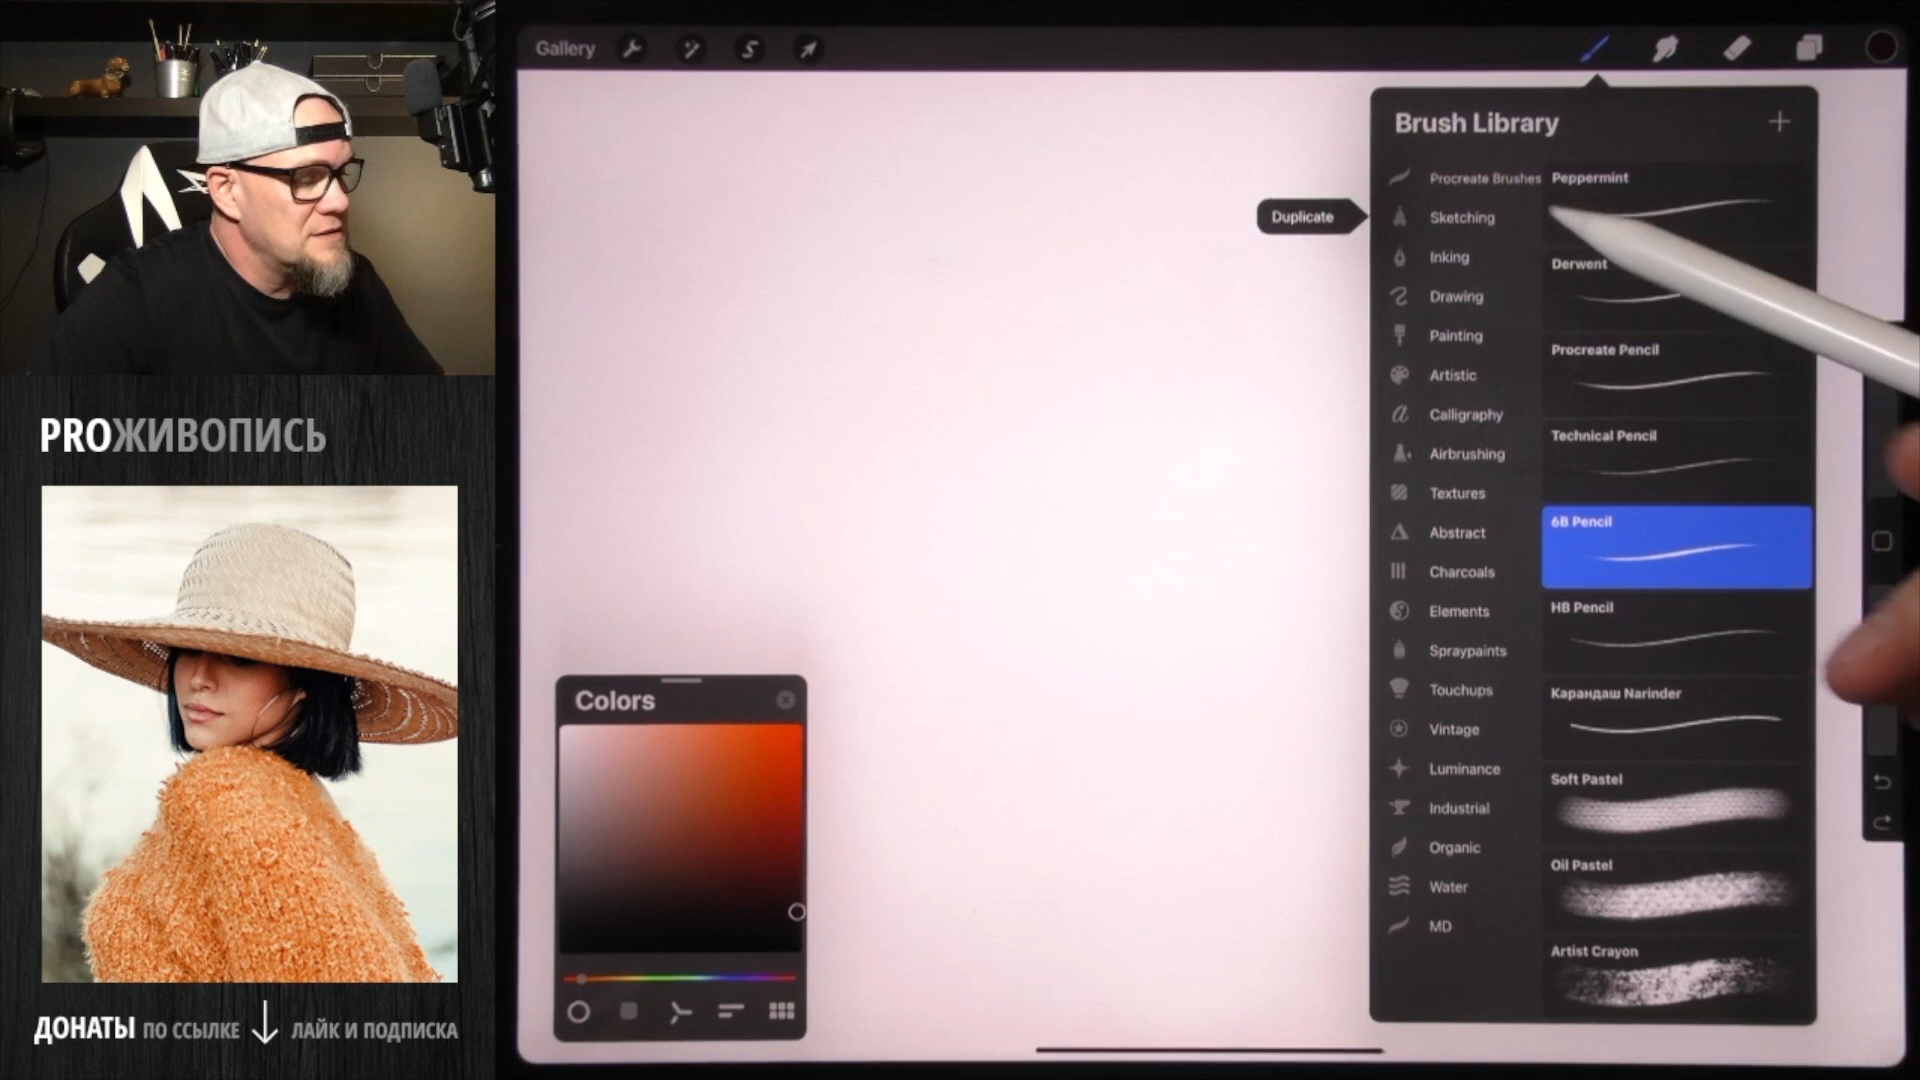 Gallery
Brush Library
Procreate Brushes
Sketching
Inking
Drawing
Painting
Artistic
Calligraphy
Airbrushing
Textures
Abstract
Charcoals
Elements
Spraypaints
Touchups
Vintage
Luminance
Industrial
Organic
Water
MD
Duplicate
Peppermint
Derwent
Procreate Pencil
Technical Pencil
6B Pencil
HB Pencil
Карандаш Narinder
Soft Pastel
Oil Pastel
Artist Crayon
Colors
PROЖИВОПИСЬ
ДОНАТЫ ПО ССЫЛКЕ ↓ ЛАЙК И ПОДПИСКА